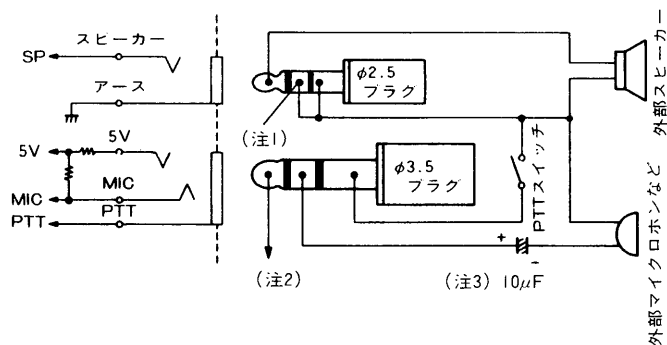 スピーカー
SP
アース
5V
5V
MIC
MIC
PTT
PTT
φ2.5
プラグ
(注1)
φ3.5
プラグ
(注2)
PTTスイッチ
+
-
(注3) 10μF
外部スピーカー
外部マイクロホンなど